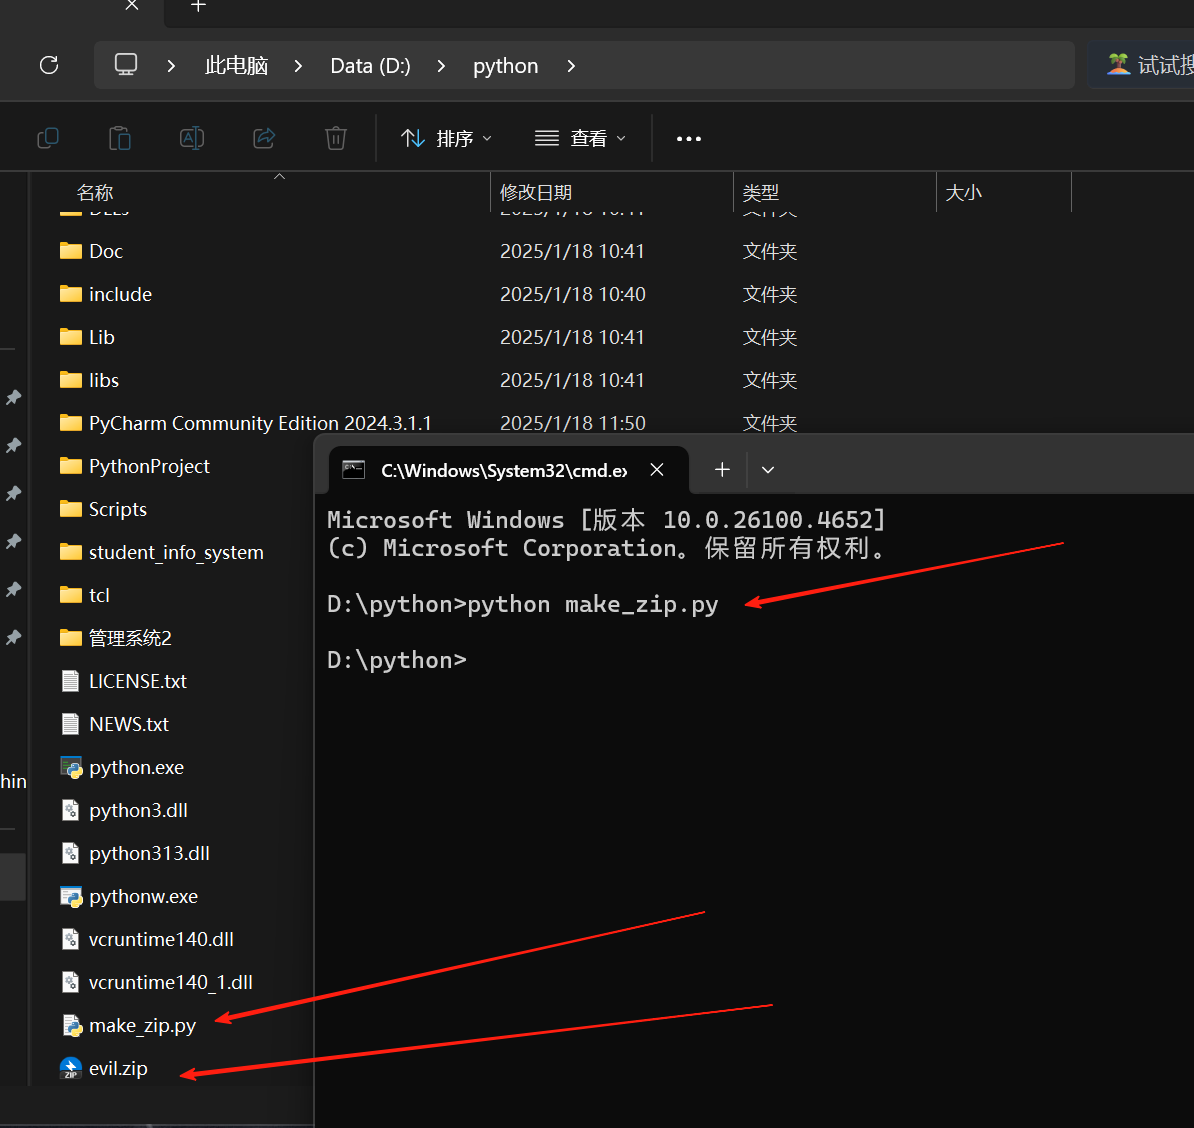 此电脑 Data (D:) python 试试搜
排序 查看
名称 修改日期 类型 大小
Doc 2025/1/18 10:41 文件夹
include 2025/1/18 10:40 文件夹
Lib 2025/1/18 10:41 文件夹
libs 2025/1/18 10:41 文件夹
PyCharm Community Edition 2024.3.1.1 2025/1/18 11:50 文件夹
PythonProject
Scripts
student_info_system
tcl
管理系统2
LICENSE.txt
NEWS.txt
python.exe
hin
python3.dll
python313.dll
pythonw.exe
vcruntime140.dll
vcruntime140_1.dll
make_zip.py
ZIP evil.zip
C:\Windows\System32\cmd.ex
Microsoft Windows [版本 10.0.26100.4652]
(c) Microsoft Corporation。保留所有权利。
D:\python>python make_zip.py
D:\python>